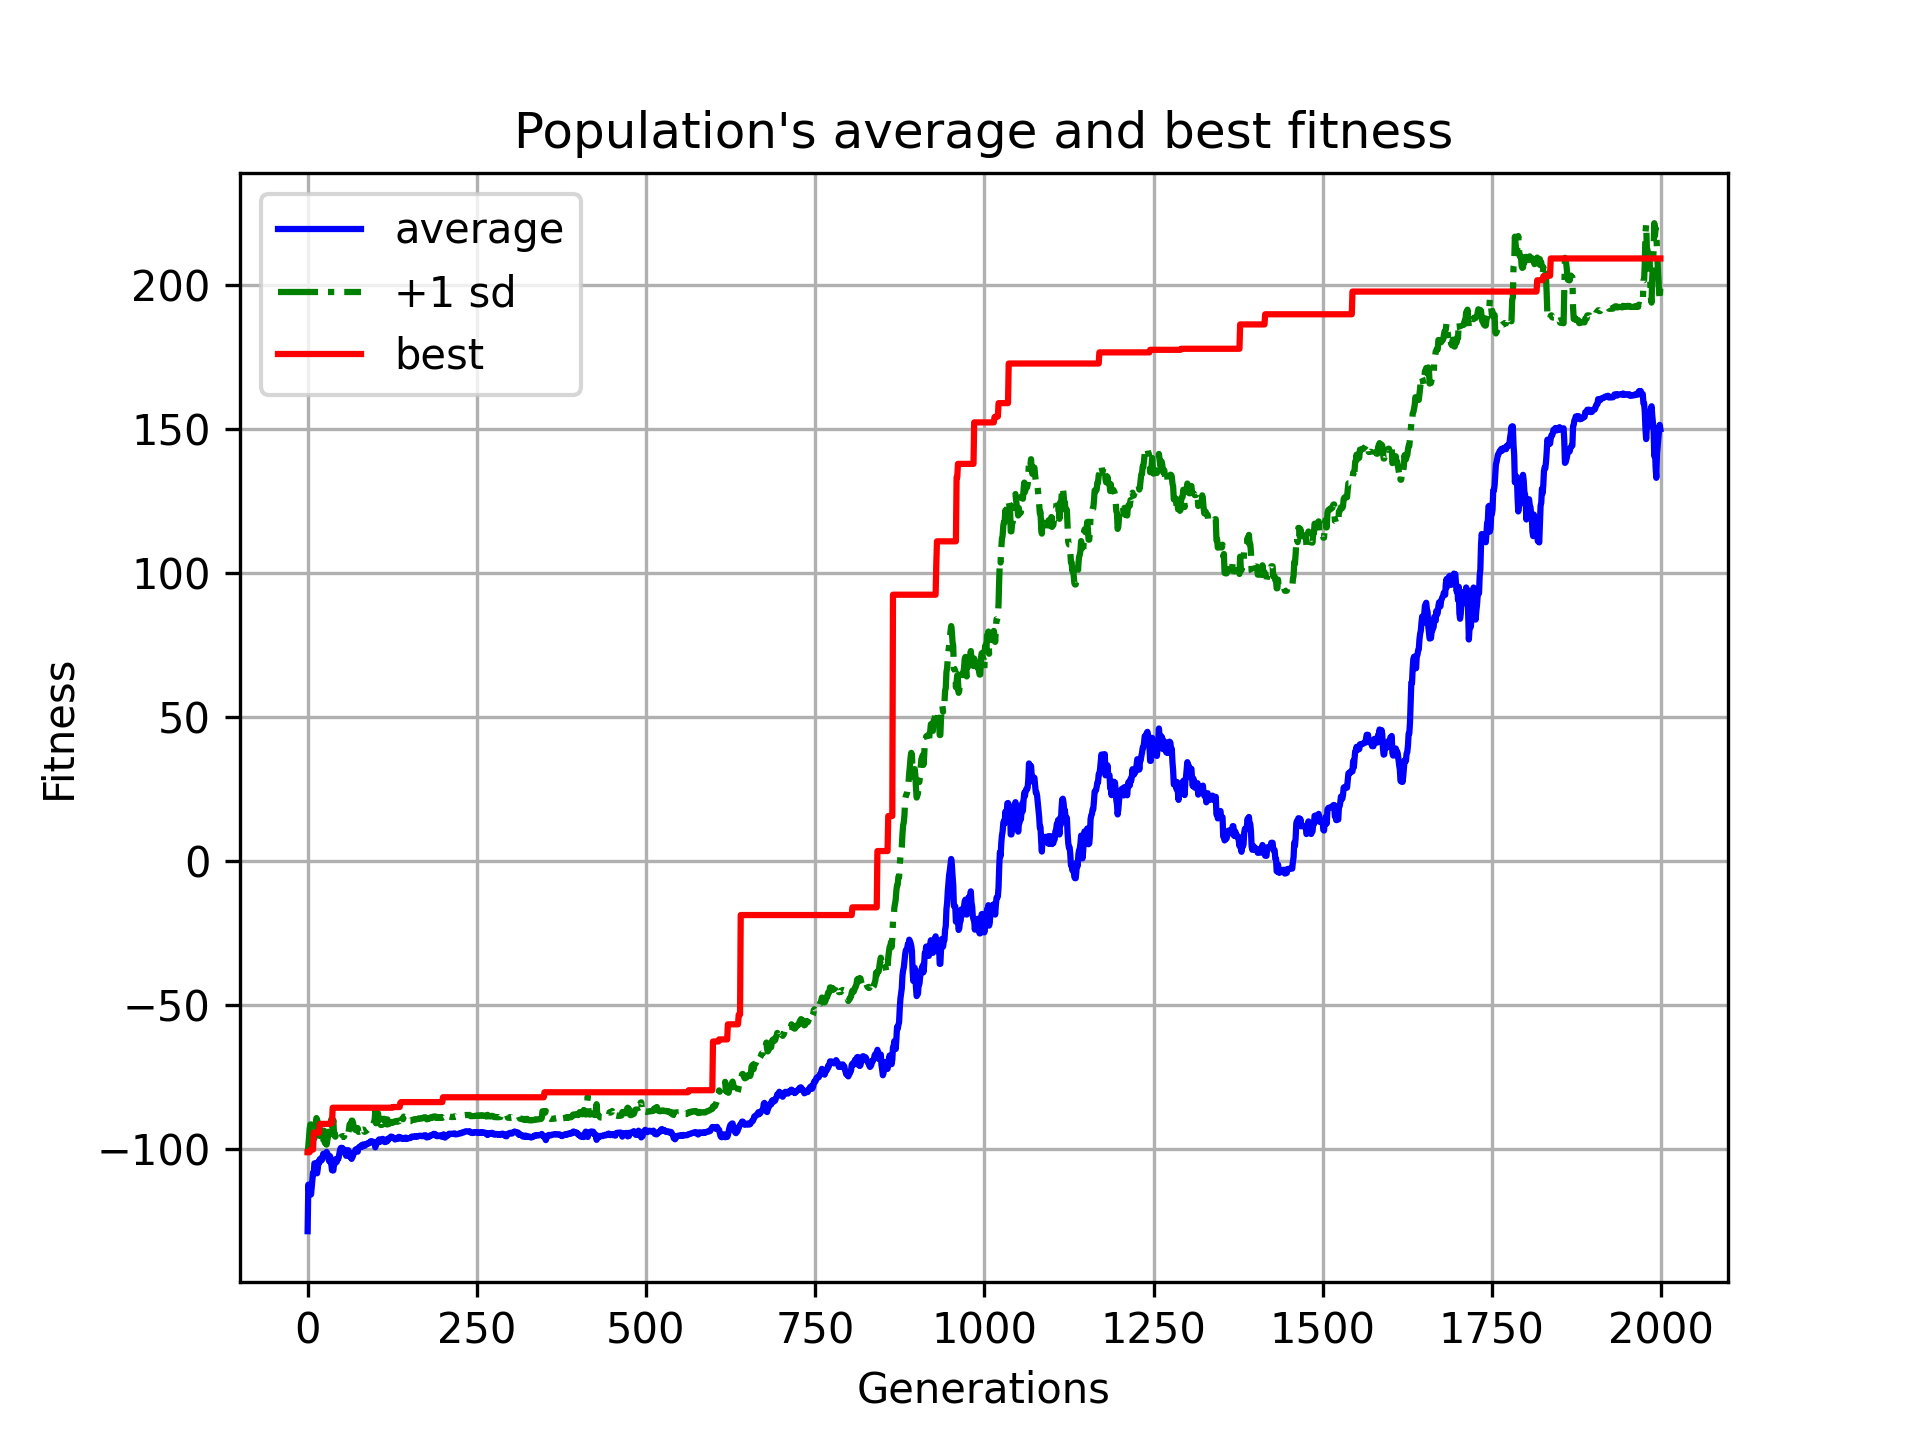 Population's average and best fitness
average
+1 sd
best
200
150
100
50
0
−50
−100
Fitness
0 250 500 750 1000 1250 1500 1750 2000
Generations